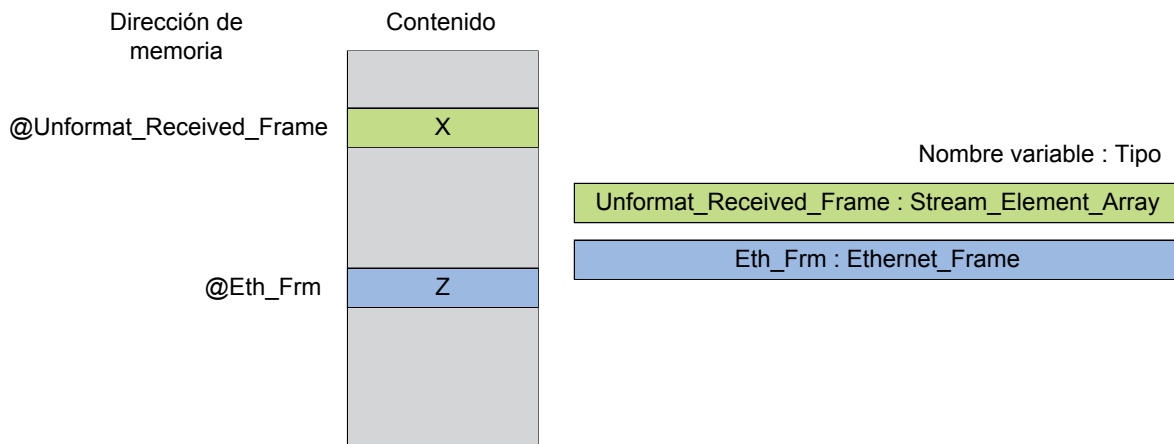 Dirección de
memoria
Contenido
@Unformat_Received_Frame
X
Nombre variable : Tipo
Unformat_Received_Frame : Stream_Element_Array
Eth_Frm : Ethernet_Frame
@Eth_Frm
Z